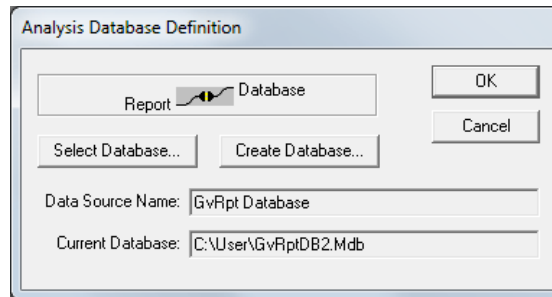 Analysis Database Definition
Report Database
OK
Cancel
Select Database... Create Database...
Data Source Name: GvRpt Database
Current Database: C:\User\GvRptDB2.Mdb